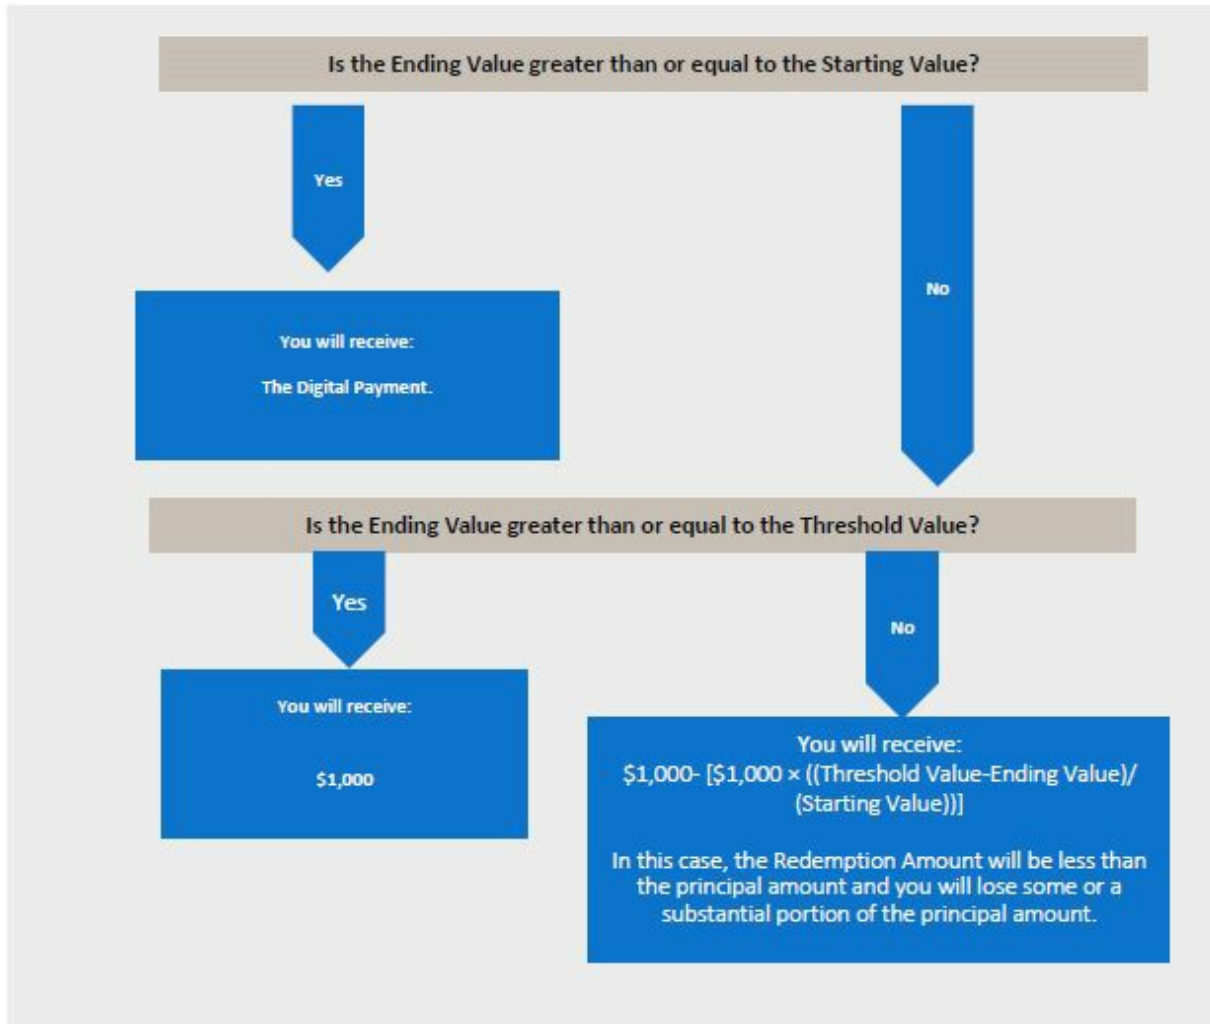 Is the Ending Value greater than or equal to the Starting Value?
Yes
No
You will receive:
The Digital Payment.
Is the Ending Value greater than or equal to the Threshold Value?
Yes
No
You will receive:
$1,000
You will receive:
$1,000- [$1,000 × ((Threshold Value-Ending Value)/
(Starting Value))]
In this case, the Redemption Amount will be less than
the principal amount and you will lose some or a
substantial portion of the principal amount.